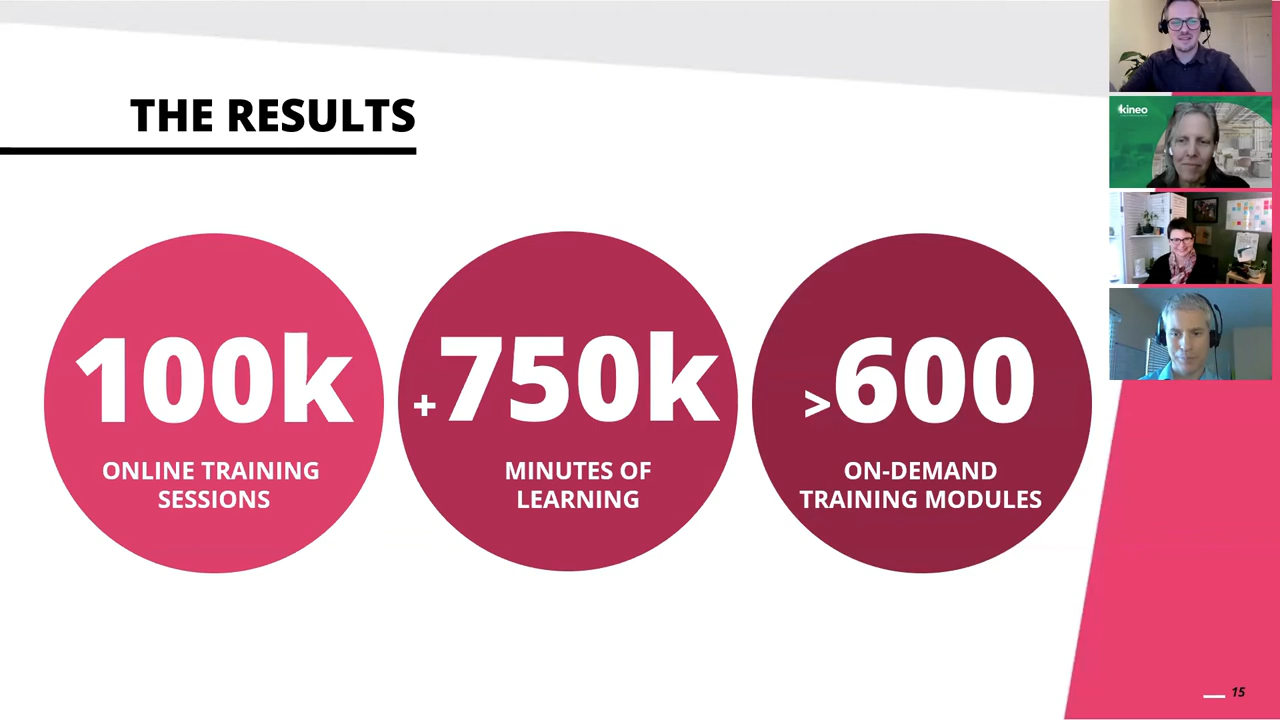 THE RESULTS
100k
ONLINE TRAINING
SESSIONS
+750k
MINUTES OF
LEARNING
>600
ON-DEMAND
TRAINING MODULES
kineo
15